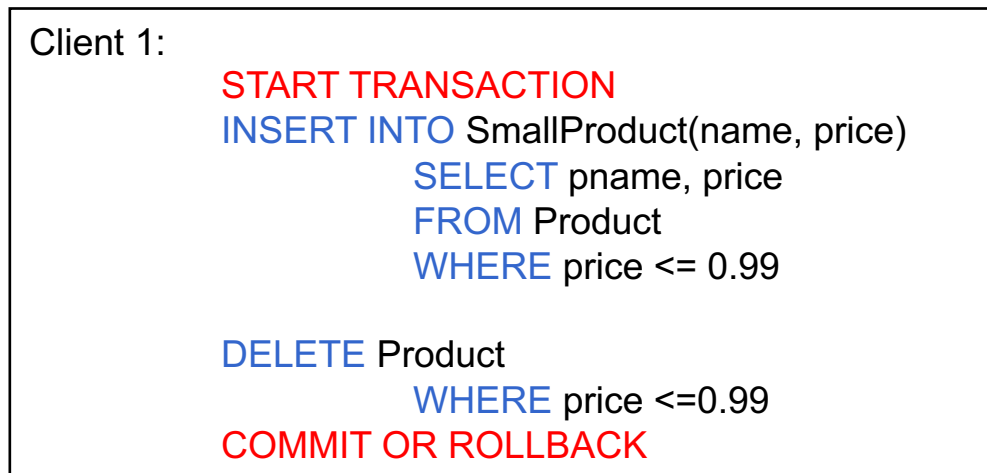 Client 1:
START TRANSACTION
INSERT INTO SmallProduct(name, price)
SELECT pname, price
FROM Product
WHERE price <= 0.99
DELETE Product
WHERE price <=0.99
COMMIT OR ROLLBACK